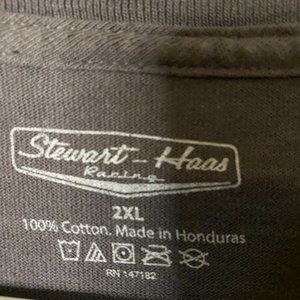 Stewart-Haas
Racing
2XL
100% Cotton. Made in Honduras
RN 147182